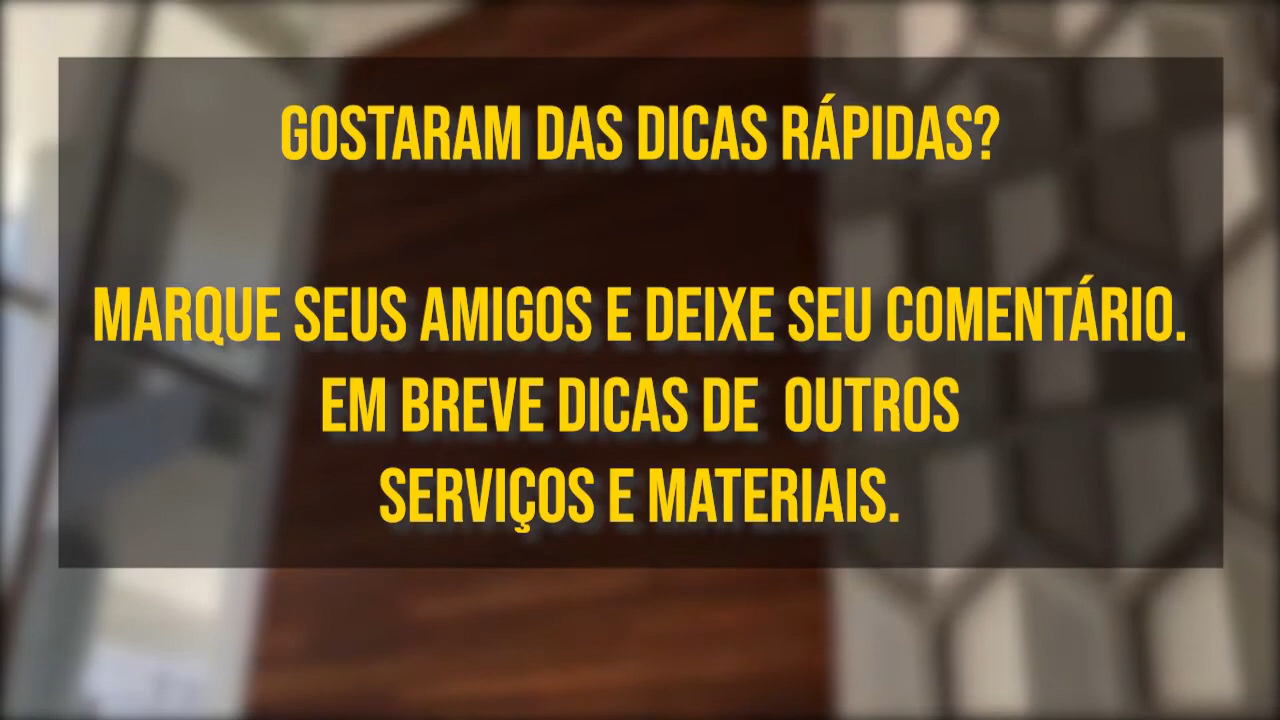 GOSTARAM DAS DICAS RÁPIDAS?
MARQUE SEUS AMIGOS E DEIXE SEU COMENTÁRIO.
EM BREVE DICAS DE OUTROS
SERVIÇOS E MATERIAIS.